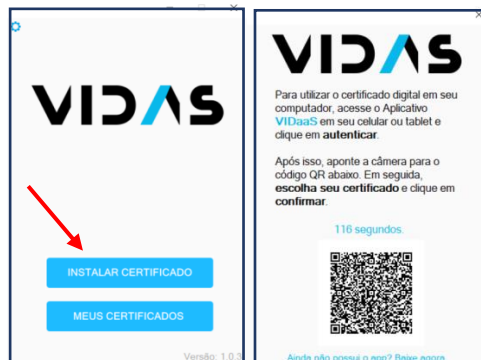 VIDAS
INSTALAR CERTIFICADO
MEUS CERTIFICADOS
Versão: 1.0.3
VIDAS
Para utilizar o certificado digital em seu
computador, acesse o Aplicativo
VIDaaS em seu celular ou tablet e
clique em autenticar.
Após isso, aponte a câmera para o
código QR abaixo. Em seguida,
escolha seu certificado e clique em
confirmar.
116 segundos.
Ainda não possui o app? Baixe agora